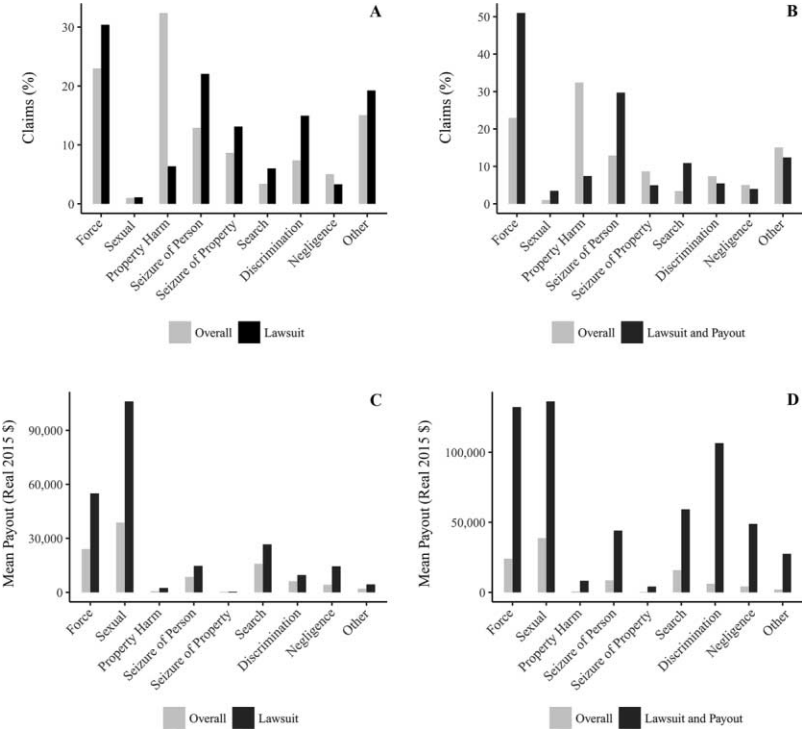 A
Claims (%)
30
20
10
0
Force
Sexual
Property Harm
Seizure of Person
Seizure of Property
Search
Discrimination
Negligence
Other
Overall Lawsuit
B
Claims (%)
50
40
30
20
10
0
Force
Sexual
Property Harm
Seizure of Person
Seizure of Property
Search
Discrimination
Negligence
Other
Overall Lawsuit and Payout
C
Mean Payout (Real 2015 $)
90,000
60,000
30,000
0
Force
Sexual
Property Harm
Seizure of Person
Seizure of Property
Search
Discrimination
Negligence
Other
Overall Lawsuit
D
Mean Payout (Real 2015 $)
100,000
50,000
0
Force
Sexual
Property Harm
Seizure of Person
Seizure of Property
Search
Discrimination
Negligence
Other
Overall Lawsuit and Payout